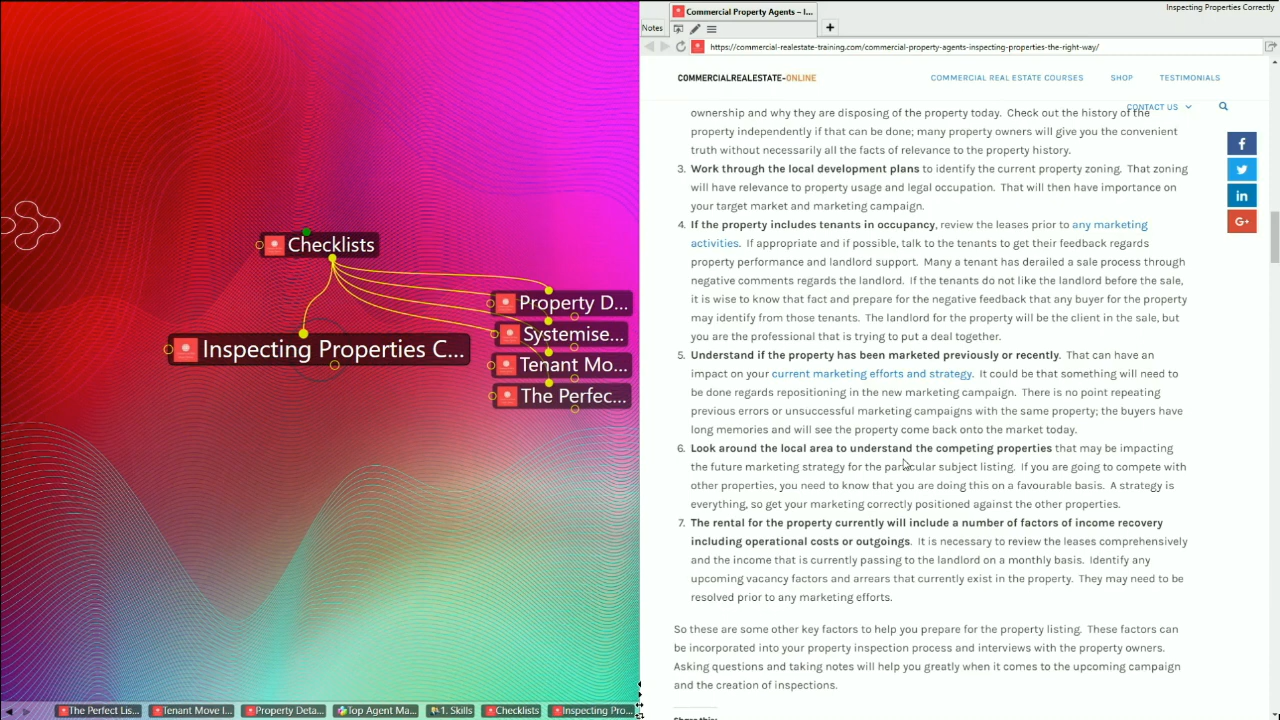 Commercial Property Agents ~ I...
Inspecting Properties Correctly
Notes
https://commercial-realestate-training.com/commercial-property-agents-inspecting-properties-the-right-way/
COMMERCIALREALESTATE-ONLINE
COMMERCIAL REAL ESTATE COURSES
SHOP
TESTIMONIALS
CONTACT US
ownership and why they are disposing of the property today. Check out the history of the
property independently if that can be done; many property owners will give you the convenient
truth without necessarily all the facts of relevance to the property history.
3. Work through the local development plans to identify the current property zoning. That zoning
will have relevance to property usage and legal occupation. That will then have importance on
your target market and marketing campaign.
4. If the property includes tenants in occupancy, review the leases prior to any marketing
activities. If appropriate and if possible, talk to the tenants to get their feedback regards
property performance and landlord support. Many a tenant has derailed a sale process through
negative comments regards the landlord. If the tenants do not like the landlord before the sale,
it is wise to know that fact and prepare for the negative feedback that any buyer for the property
may identify from those tenants. The landlord for the property will be the client in the sale, but
you are the professional that is trying to put a deal together.
5. Understand if the property has been marketed previously or recently. That can have an
impact on your current marketing efforts and strategy. It could be that something will need to
be done regards repositioning in the new marketing campaign. There is no point repeating
previous errors or unsuccessful marketing campaigns with the same property; the buyers have
long memories and will see the property come back onto the market today.
6. Look around the local area to understand the competing properties that may be impacting
the future marketing strategy for the particular subject listing. If you are going to compete with
other properties, you need to know that you are doing this on a favourable basis. A strategy is
everything, so get your marketing correctly positioned against the other properties.
7. The rental for the property currently will include a number of factors of income recovery
including operational costs or outgoings. It is necessary to review the leases comprehensively
and the income that is currently passing to the landlord on a monthly basis. Identify any
upcoming vacancy factors and arrears that currently exist in the property. They may need to be
resolved prior to any marketing efforts.
So these are some other key factors to help you prepare for the property listing. These factors
can be incorporated into your property inspection process and interviews with the property owners.
Asking questions and taking notes will help you greatly when it comes to the upcoming campaign
and the creation of inspections.
Share this:
Checklists
Inspecting Properties C...
Property D...
Systemise...
Tenant Mo...
The Perfec...
The Perfect Lis...
Tenant Move I...
Property Deta...
Top Agent Ma...
1. Skills
Checklists
Inspecting Pro...